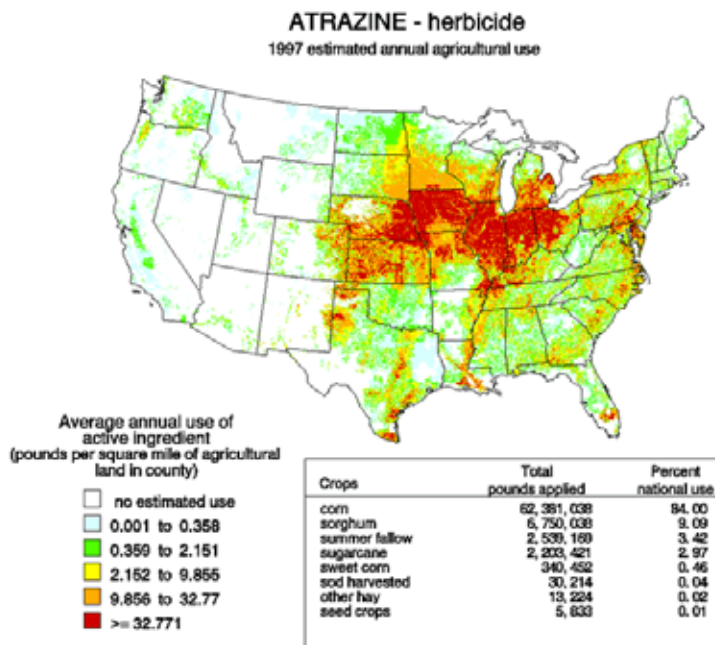 ATRAZINE - herbicide
1997 estimated annual agricultural use
Average annual use of
active ingredient
(pounds per square mile of agricultural
land in county)
no estimated use
0.001 to 0.358
0.359 to 2.151
2.152 to 9.855
9.856 to 32.77
>= 32.771
Crops Total pounds applied Percent national use
corn 62, 381, 038 84. 00
sorghum 6, 750, 038 9. 09
summer fallow 2, 539, 169 3. 42
sugarcane 2, 203, 421 2. 97
sweet corn 340, 452 0. 46
sod harvested 30, 214 0. 04
other hay 13, 224 0. 02
seed crops 5, 833 0. 01